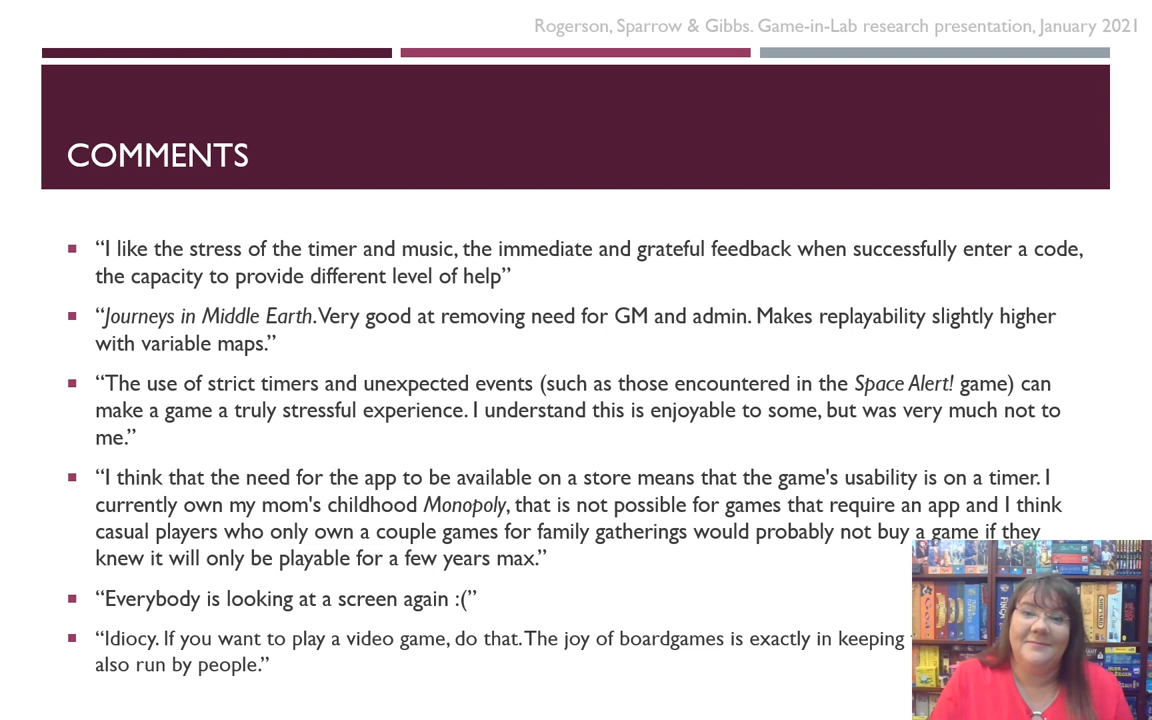 Rogerson, Sparrow & Gibbs. Game-in-Lab research presentation, January 2021
COMMENTS
“I like the stress of the timer and music, the immediate and grateful feedback when successfully enter a code,
the capacity to provide different level of help”
“Journeys in Middle Earth. Very good at removing need for GM and admin. Makes replayability slightly higher
with variable maps.”
“The use of strict timers and unexpected events (such as those encountered in the Space Alert! game) can
make a game a truly stressful experience. I understand this is enjoyable to some, but was very much not to
me.”
“I think that the need for the app to be available on a store means that the game's usability is on a timer. I
currently own my mom's childhood Monopoly, that is not possible for games that require an app and I think
casual players who only own a couple games for family gatherings would probably not buy a game if they
knew it will only be playable for a few years max.”
“Everybody is looking at a screen again :(”
“Idiocy. If you want to play a video game, do that. The joy of boardgames is exactly in keeping
also run by people.”